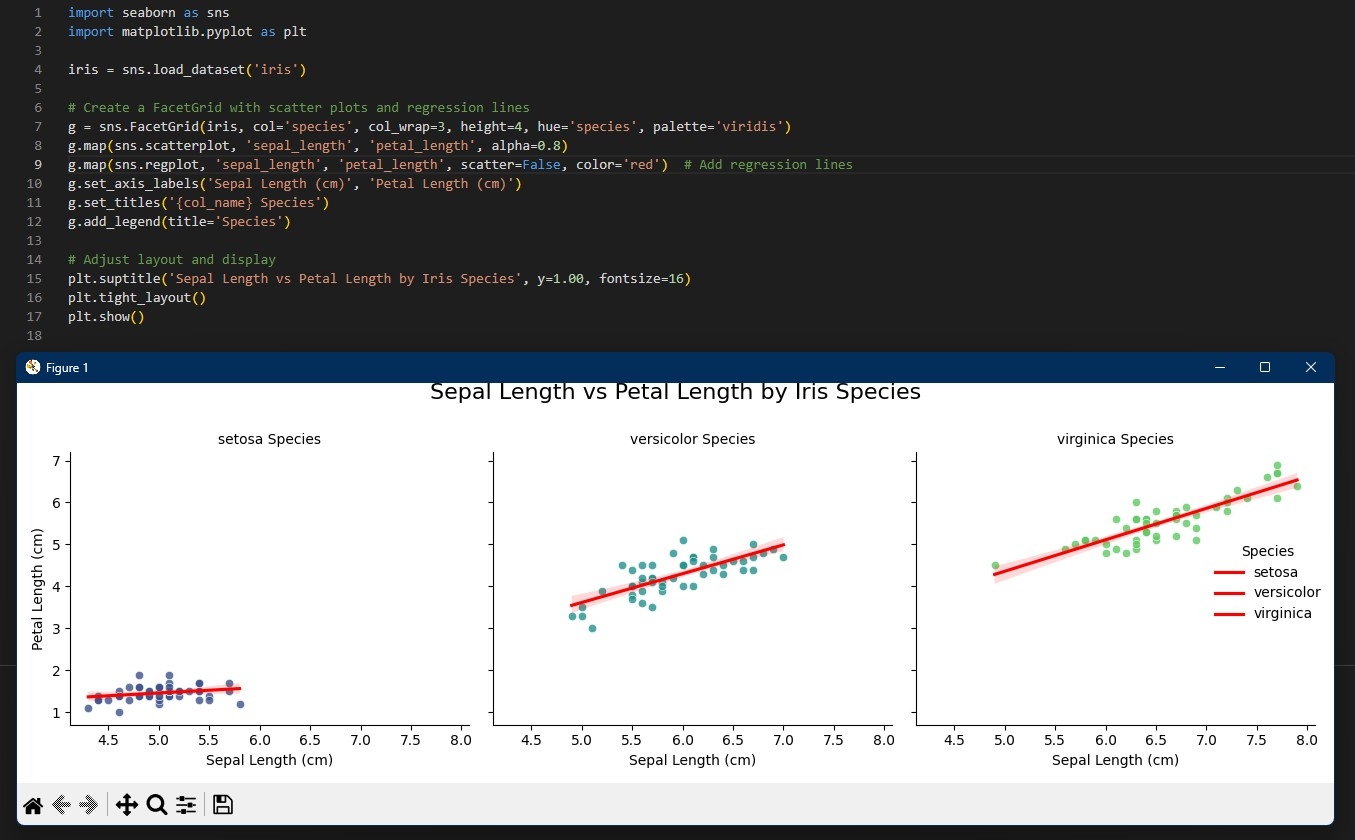 1 import seaborn as sns
2 import matplotlib.pyplot as plt
3
4 iris = sns.load_dataset('iris')
5
6 # Create a FacetGrid with scatter plots and regression lines
7 g = sns.FacetGrid(iris, col='species', col_wrap=3, height=4, hue='species', palette='viridis')
8 g.map(sns.scatterplot, 'sepal_length', 'petal_length', alpha=0.8)
9 g.map(sns.regplot, 'sepal_length', 'petal_length', scatter=False, color='red')  # Add regression lines
10 g.set_axis_labels('Sepal Length (cm)', 'Petal Length (cm)')
11 g.set_titles('{col_name} Species')
12 g.add_legend(title='Species')
13
14 # Adjust layout and display
15 plt.suptitle('Sepal Length vs Petal Length by Iris Species', y=1.00, fontsize=16)
16 plt.tight_layout()
17 plt.show()
18
Figure 1
Sepal Length vs Petal Length by Iris Species
setosa Species
versicolor Species
virginica Species
7
6
5
4
3
2
1
Petal Length (cm)
Species
setosa
versicolor
virginica
4.5 5.0 5.5 6.0 6.5 7.0 7.5 8.0
4.5 5.0 5.5 6.0 6.5 7.0 7.5 8.0
4.5 5.0 5.5 6.0 6.5 7.0 7.5 8.0
Sepal Length (cm)
Sepal Length (cm)
Sepal Length (cm)